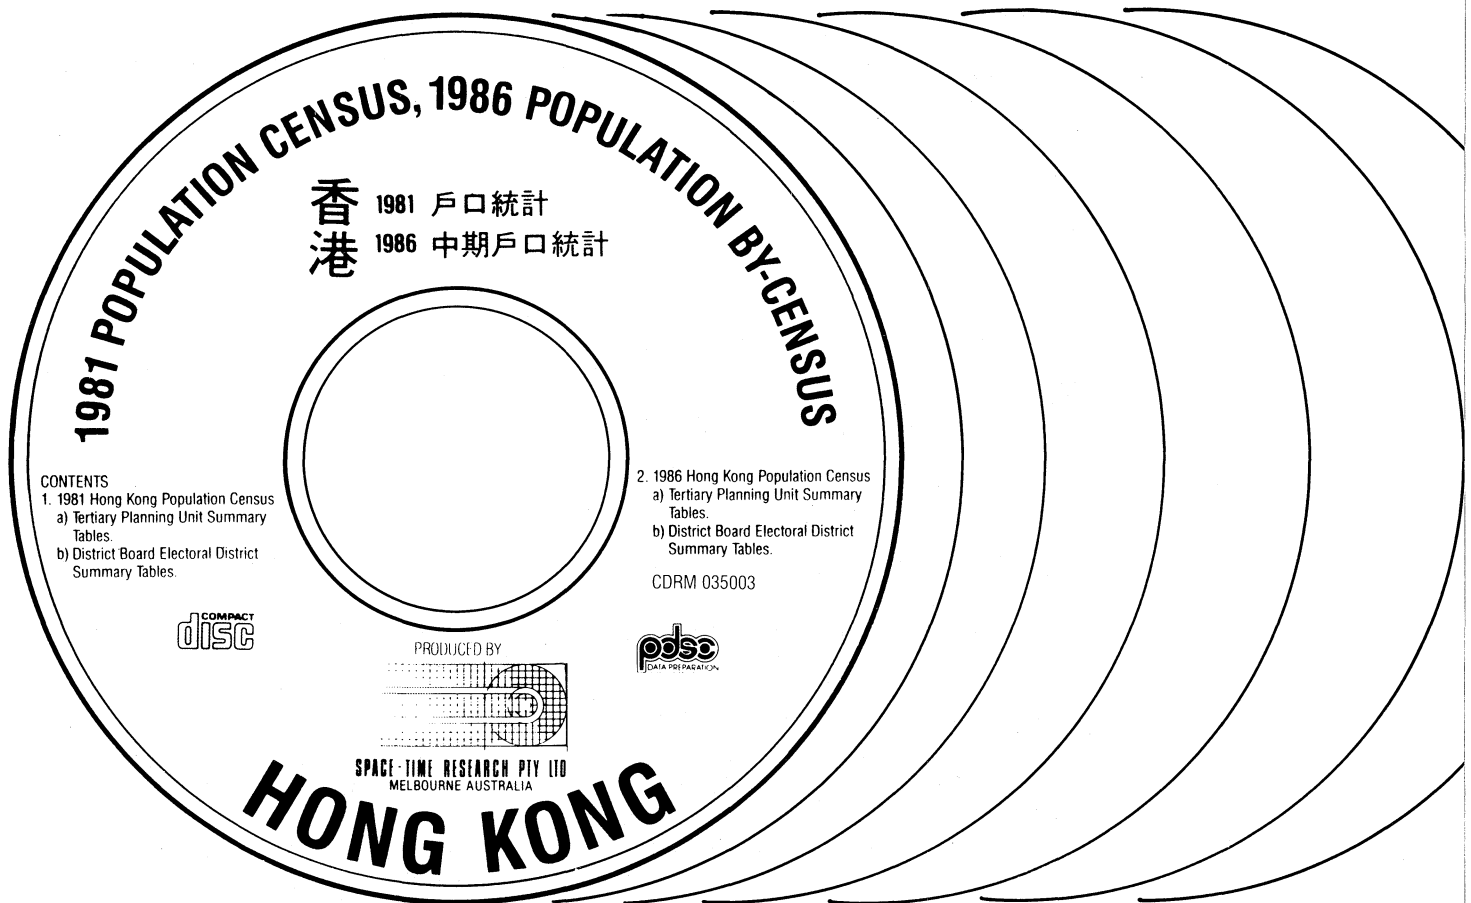 1981 POPULATION CENSUS, 1986 POPULATION BY-CENSUS
香港
1981 戶口統計
1986 中期戶口統計
CONTENTS
1. 1981 Hong Kong Population Census
a) Tertiary Planning Unit Summary
Tables.
b) District Board Electoral District
Summary Tables.
2. 1986 Hong Kong Population Census
a) Tertiary Planning Unit Summary
Tables.
b) District Board Electoral District
Summary Tables.
CDRM 035003
COMPACT
disc
pdsc
DATA PREPARATION
PRODUCED BY
SPACE-TIME RESEARCH PTY LTD
MELBOURNE AUSTRALIA
HONG KONG